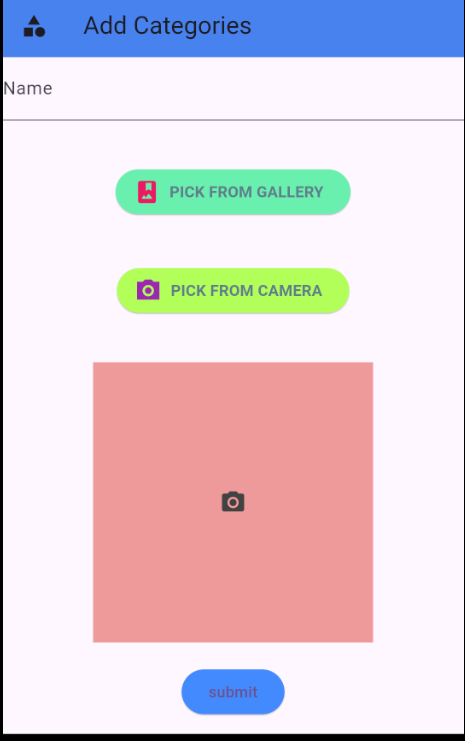 Add Categories
Name
PICK FROM GALLERY
PICK FROM CAMERA
submit